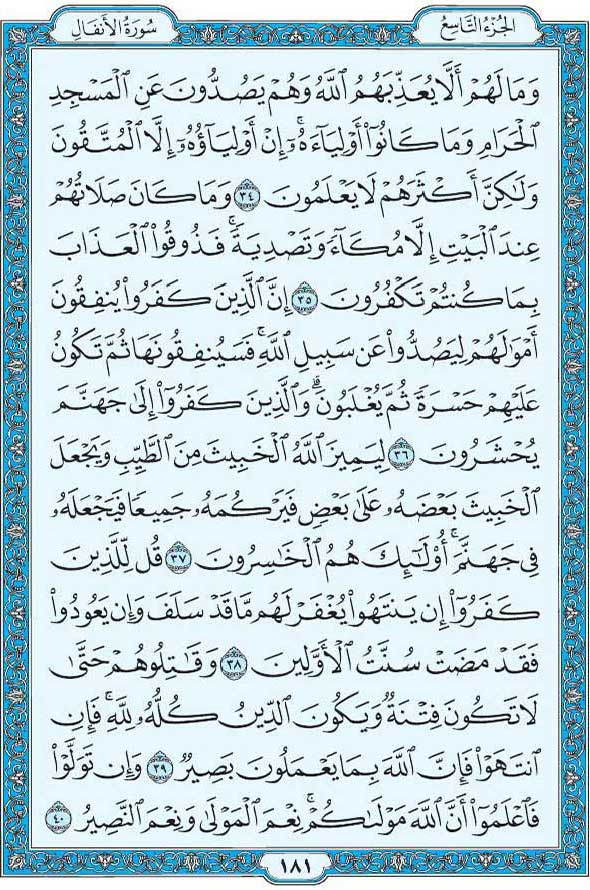 الجُزْءُ التَّاسِعُ
سُورَةُ الأَنفَالِ
وَمَا لَهُمْ أَلَّا يُعَذِّبَهُمُ ٱللَّهُ وَهُمْ يَصُدُّونَ عَنِ ٱلْمَسْجِدِ
ٱلْحَرَامِ وَمَا كَانُوٓا۟ أَوْلِيَآءَهُۥٓ ۚ إِنْ أَوْلِيَآؤُهُۥٓ إِلَّا ٱلْمُتَّقُونَ
وَلَـٰكِنَّ أَكْثَرَهُمْ لَا يَعْلَمُونَ ٣٤ وَمَا كَانَ صَلَاتُهُمْ
عِندَ ٱلْبَيْتِ إِلَّا مُكَآءً وَتَصْدِيَةً ۚ فَذُوقُوا۟ ٱلْعَذَابَ
بِمَا كُنتُمْ تَكْفُرُونَ ٣٥ إِنَّ ٱلَّذِينَ كَفَرُوا۟ يُنفِقُونَ
أَمْوَٰلَهُمْ لِيَصُدُّوا۟ عَن سَبِيلِ ٱللَّهِ ۚ فَسَيُنفِقُونَهَا ثُمَّ تَكُونُ
عَلَيْهِمْ حَسْرَةً ثُمَّ يُغْلَبُونَ ۗ وَٱلَّذِينَ كَفَرُوٓا۟ إِلَىٰ جَهَنَّمَ
يُحْشَرُونَ ٣٦ لِيَمِيزَ ٱللَّهُ ٱلْخَبِيثَ مِنَ ٱلطَّيِّبِ وَيَجْعَلَ
ٱلْخَبِيثَ بَعْضَهُۥ عَلَىٰ بَعْضٍ فَيَرْكُمَهُۥ جَمِيعًا فَيَجْعَلَهُۥ
فِى جَهَنَّمَ ۚ أُو۟لَـٰٓئِكَ هُمُ ٱلْخَـٰسِرُونَ ٣٧ قُل لِّلَّذِينَ
كَفَرُوٓا۟ إِن يَنتَهُوا۟ يُغْفَرْ لَهُم مَّا قَدْ سَلَفَ وَإِن يَعُودُوا۟
فَقَدْ مَضَتْ سُنَّتُ ٱلْأَوَّلِينَ ٣٨ وَقَـٰتِلُوهُمْ حَتَّىٰ
لَا تَكُونَ فِتْنَةٌ وَيَكُونَ ٱلدِّينُ كُلُّهُۥ لِلَّهِ ۚ فَإِنِ
ٱنتَهَوْا۟ فَإِنَّ ٱللَّهَ بِمَا يَعْمَلُونَ بَصِيرٌ ٣٩ وَإِن تَوَلَّوْا۟
فَٱعْلَمُوٓا۟ أَنَّ ٱللَّهَ مَوْلَىٰكُمْ ۚ نِعْمَ ٱلْمَوْلَىٰ وَنِعْمَ ٱلنَّصِيرُ ٤٠
١٨١